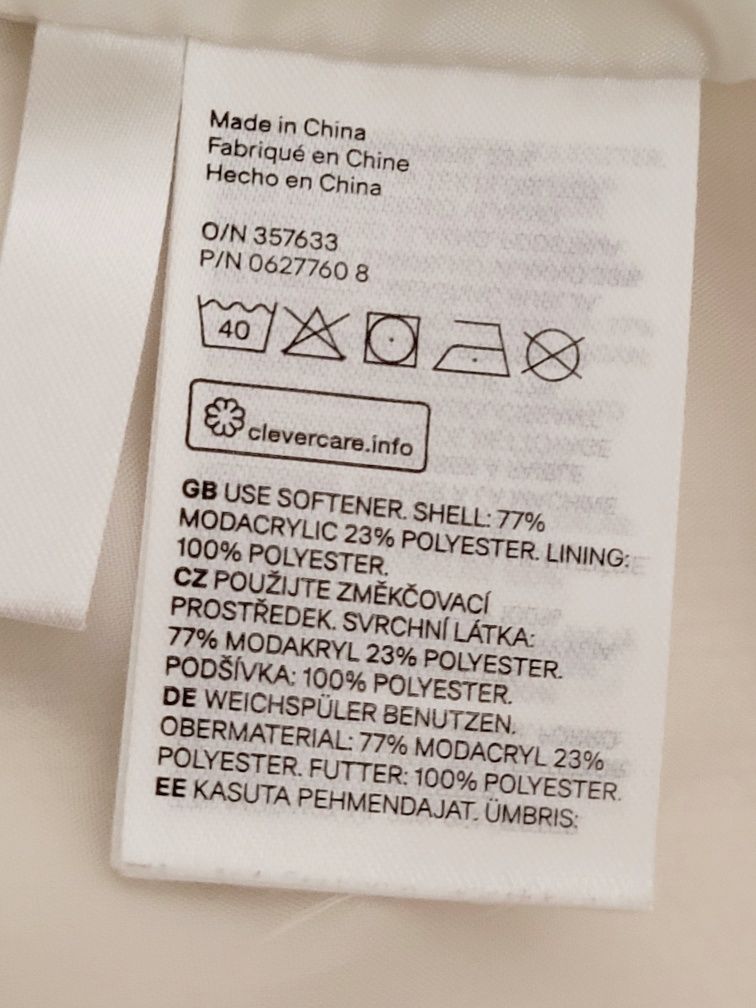 Made in China
Fabriqué en Chine
Hecho en China
O/N 357633
P/N 0627760 8
40
clevercare.info
GB USE SOFTENER. SHELL: 77%
MODACRYLIC 23% POLYESTER. LINING:
100% POLYESTER.
CZ POUŽIJTE ZMĚKČOVACÍ
PROSTŘEDEK. SVRCHNÍ LÁTKA:
77% MODAKRYL 23% POLYESTER.
PODŠÍVKA: 100% POLYESTER.
DE WEICHSPÜLER BENUTZEN.
OBERMATERIAL: 77% MODACRYL 23%
POLYESTER. FUTTER: 100% POLYESTER.
EE KASUTA PEHMENDAJAT. ÜMBRIS: